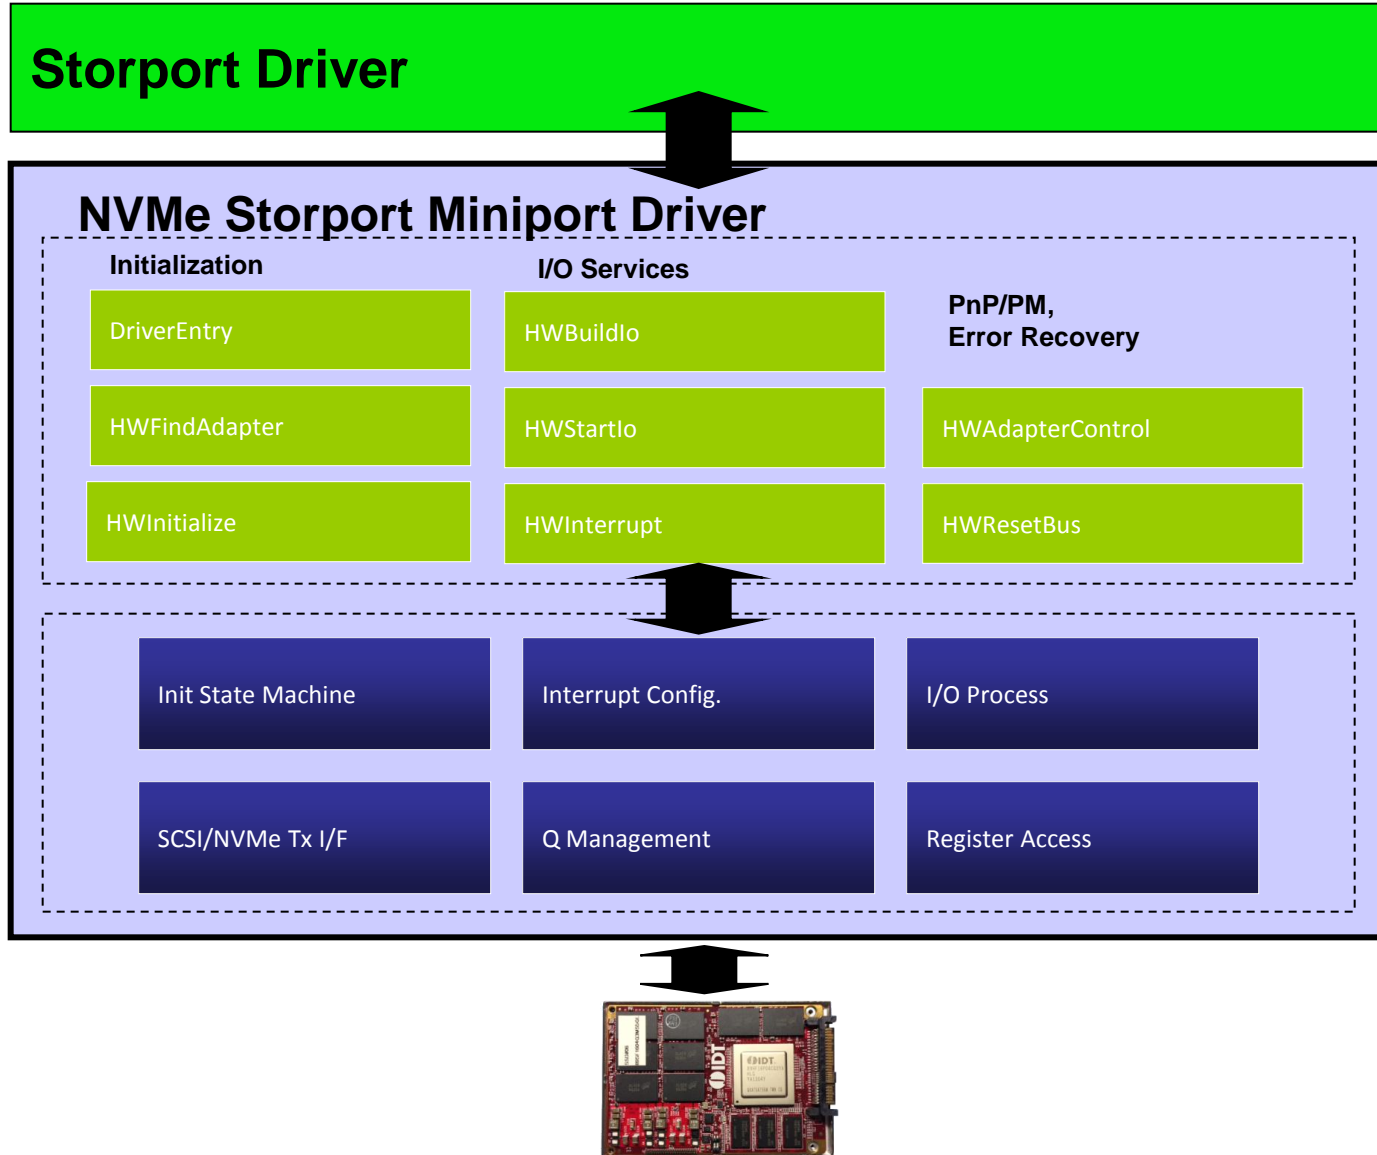 Storport Driver
NVMe Storport Miniport Driver
Initialization
I/O Services
PnP/PM,
Error Recovery
DriverEntry
HWBuildIo
HWFindAdapter
HWStartIo
HWAdapterControl
HWInitialize
HWInterrupt
HWResetBus
Init State Machine
Interrupt Config.
I/O Process
SCSI/NVMe Tx I/F
Q Management
Register Access
IDT
IDT